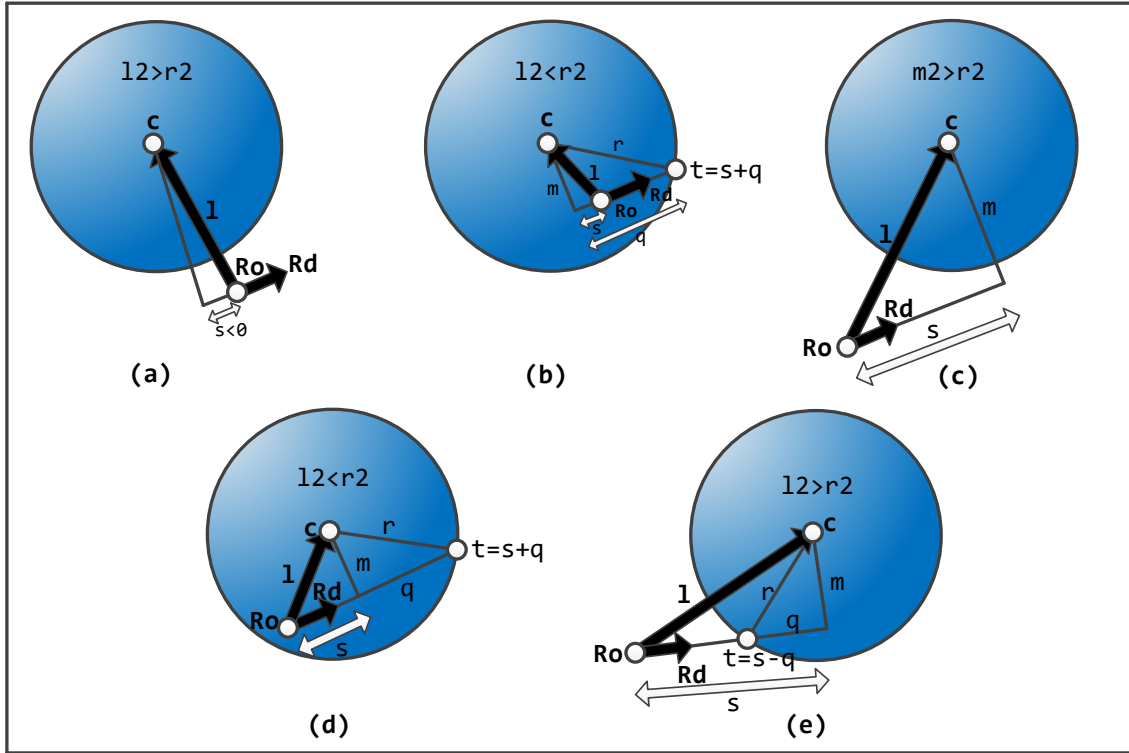 l2>r2
c
l
Ro
Rd
s<0
(a)
l2<r2
c
r
l
m
Rd
t=s+q
Ro
s
q
(b)
m2>r2
c
m
l
Rd
Ro
s
(c)
l2<r2
c
r
t=s+q
m
l
Rd
q
Ro
s
(d)
l2>r2
c
m
r
l
q
Ro
t=s-q
Rd
s
(e)